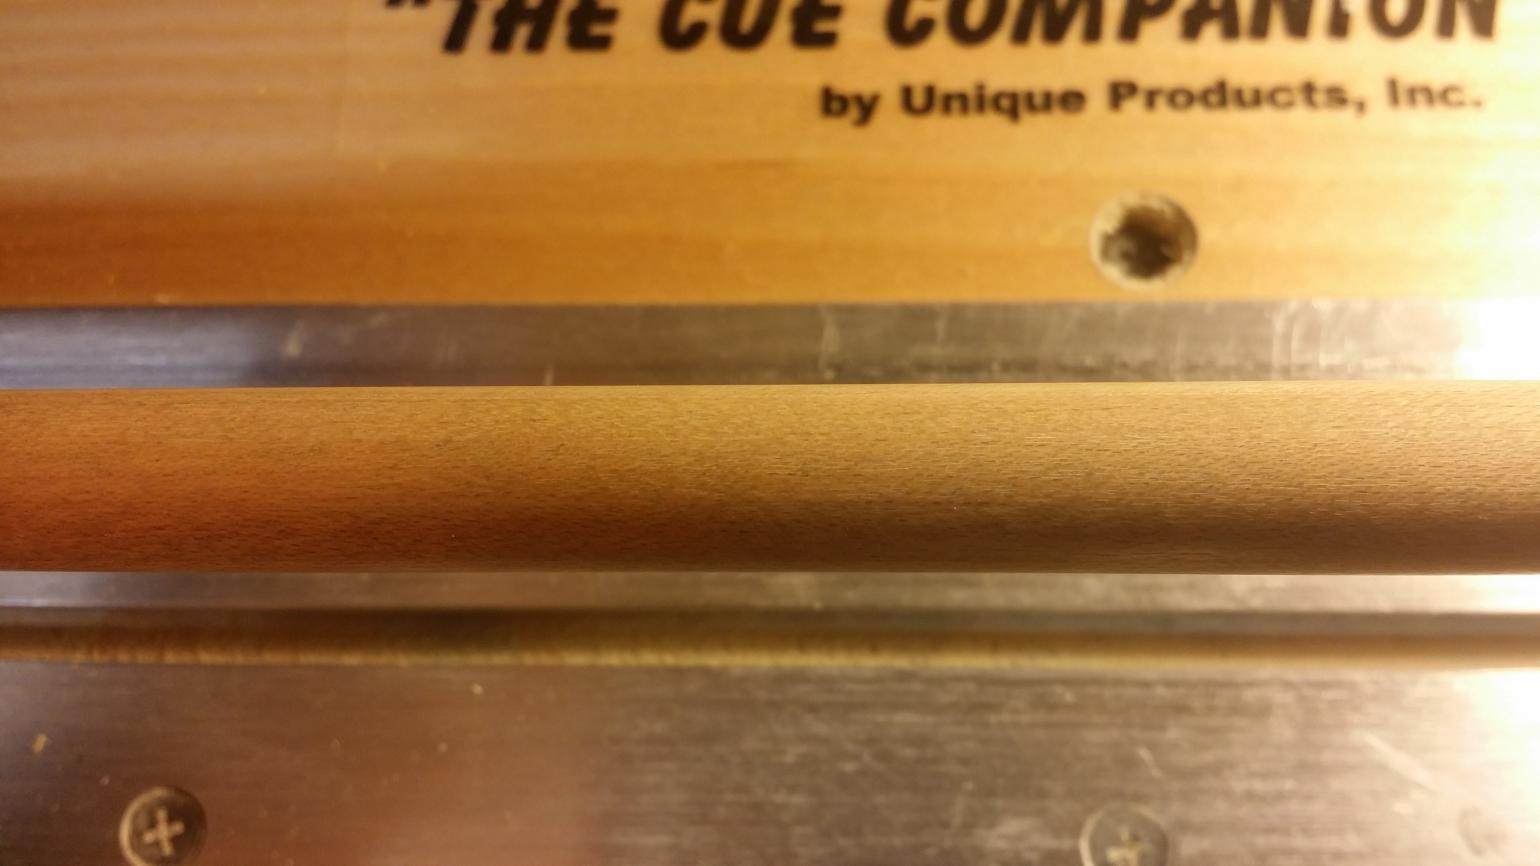 "THE CUE COMPANION
by Unique Products, Inc.